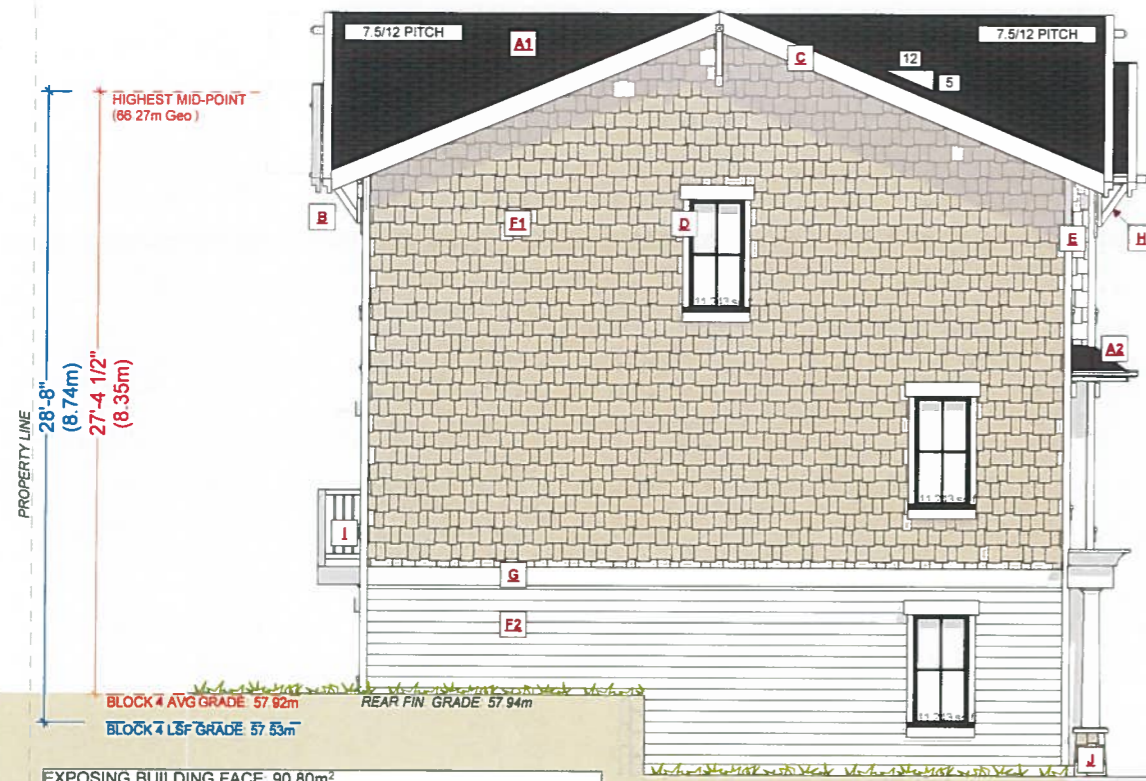 7.5/12 PITCH
A1
C
7.5/12 PITCH
12
5
HIGHEST MID-POINT
(66 27m Geo )
B
F1
D
E
H
A2
28'-8"
(8.74m)
27'-4 1/2"
(8.35m)
PROPERTY LINE
I
G
F2
BLOCK 4 AVG GRADE 57.92m
REAR FIN. GRADE 57.94m
BLOCK 4 LSF GRADE 57.53m
J
EXPOSING BUILDING FACE: 90.80m²